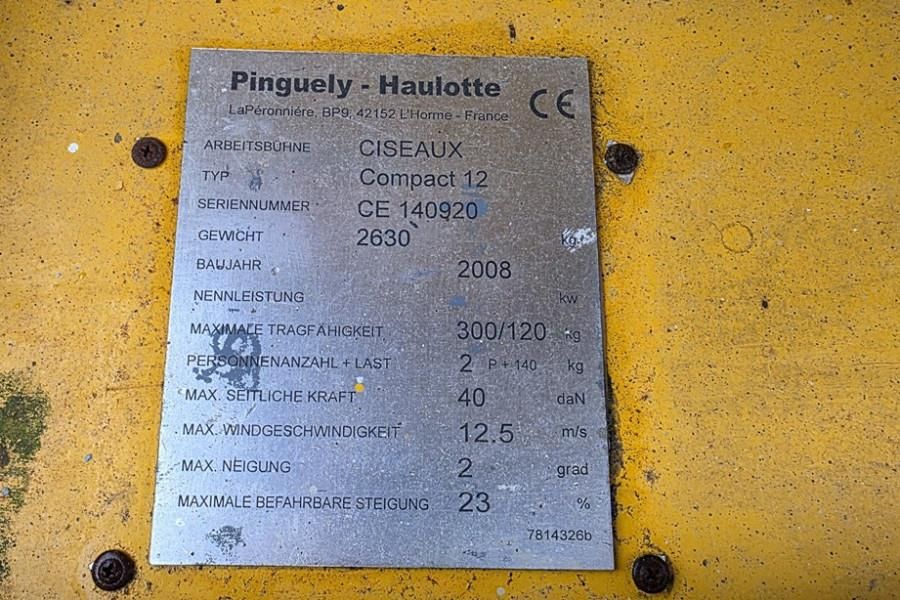 Pinguely - Haulotte
CE
LaPéronniére, BP9, 42152 L'Horme - France
ARBEITSBÜHNE CISEAUX
TYP Compact 12
SERIENNUMMER CE 140920
GEWICHT 2630 kg
BAUJAHR 2008
NENNLEISTUNG kw
MAXIMALE TRAGFÄHIGKEIT 300/120 kg
PERSONNENANZAHL + LAST 2 P + 140 kg
MAX. SEITLICHE KRAFT 40 daN
MAX. WINDGESCHWINDIGKEIT 12.5 m/s
MAX. NEIGUNG 2 grad
MAXIMALE BEFAHRBARE STEIGUNG 23 %
7814326b